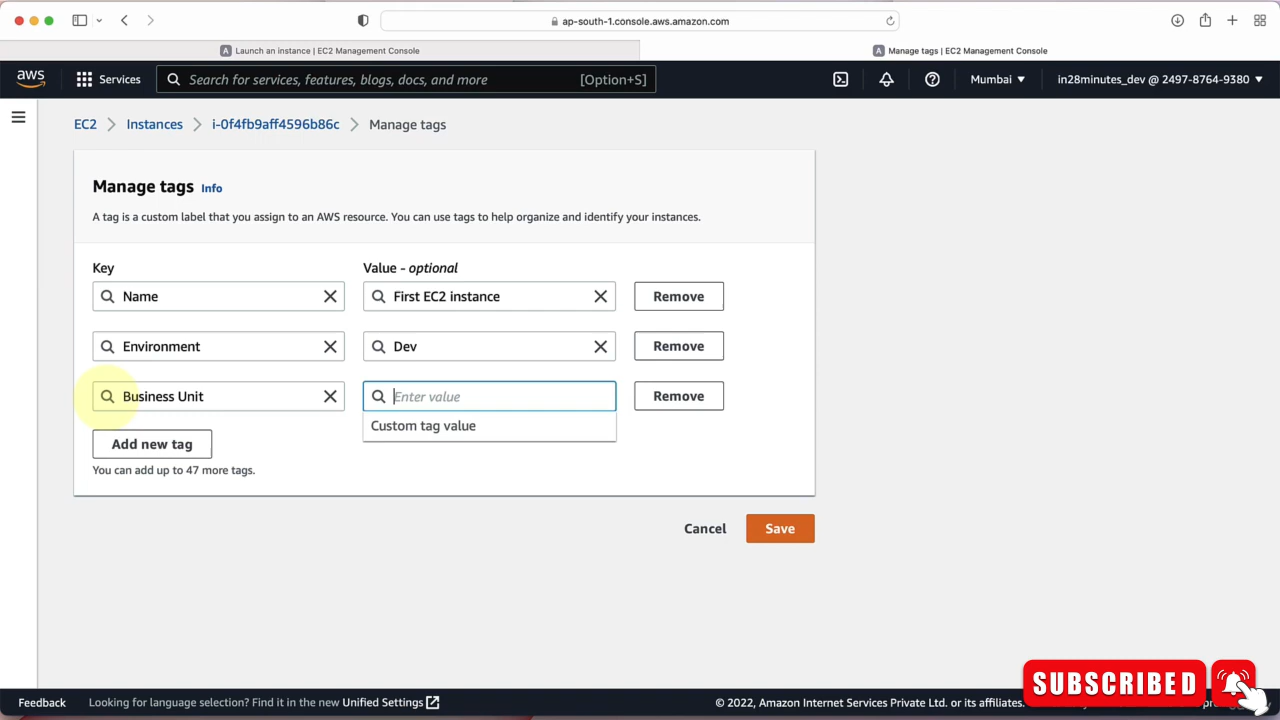 ap-south-1.console.aws.amazon.com
Launch an instance | EC2 Management Console
Manage tags | EC2 Management Console
aws
Services
Search for services, features, blogs, docs, and more
[Option+S]
Mumbai
in28minutes_dev @ 2497-8764-9380
EC2
Instances
i-0f4fb9aff4596b86c
Manage tags
Manage tags Info
A tag is a custom label that you assign to an AWS resource. You can use tags to help organize and identify your instances.
Key
Value - optional
Name
First EC2 instance
Remove
Environment
Dev
Remove
Business Unit
Enter value
Remove
Custom tag value
Add new tag
You can add up to 47 more tags.
Cancel
Save
SUBSCRIBED
Feedback
Looking for language selection? Find it in the new Unified Settings
© 2022, Amazon Internet Services Private Ltd. or its affiliates.